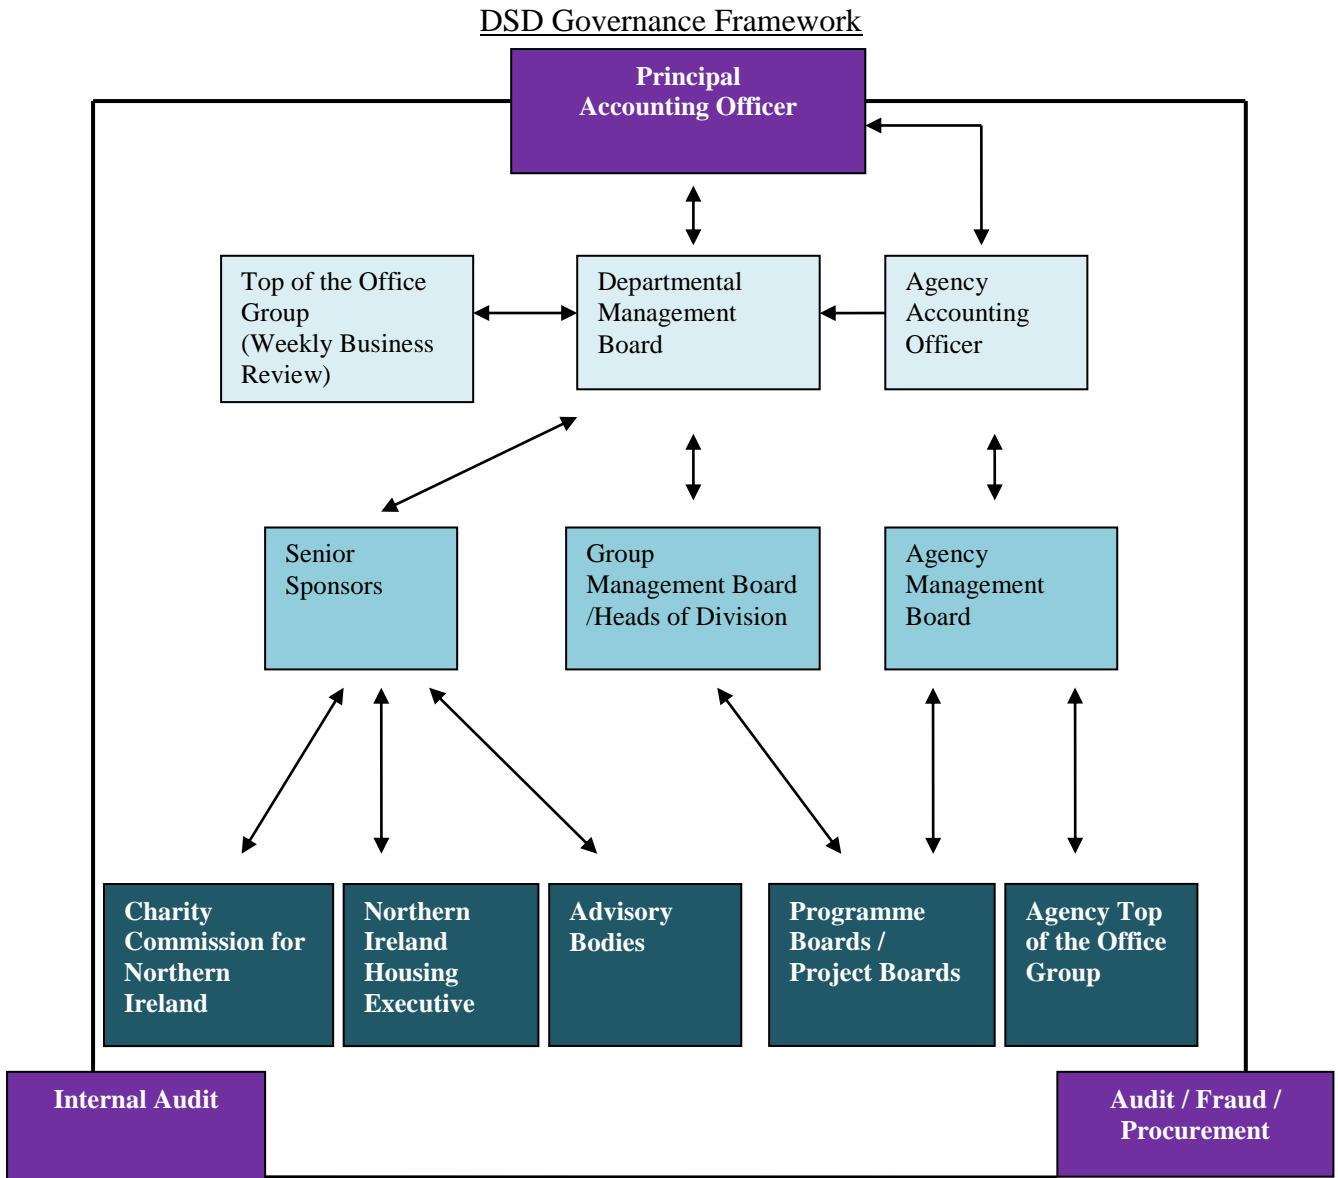 DSD Governance Framework
Principal
Accounting Officer
Top of the Office
Group
(Weekly Business
Review)
Departmental
Management
Board
Agency
Accounting
Officer
Senior
Sponsors
Group
Management Board
/Heads of Division
Agency
Management
Board
Charity
Commission for
Northern
Ireland
Northern
Ireland
Housing
Executive
Advisory
Bodies
Programme
Boards /
Project Boards
Agency Top
of the Office
Group
Internal Audit
Audit / Fraud /
Procurement